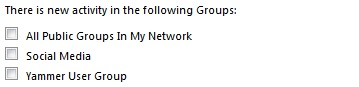 There is new activity in the following Groups:
All Public Groups In My Network
Social Media
Yammer User Group